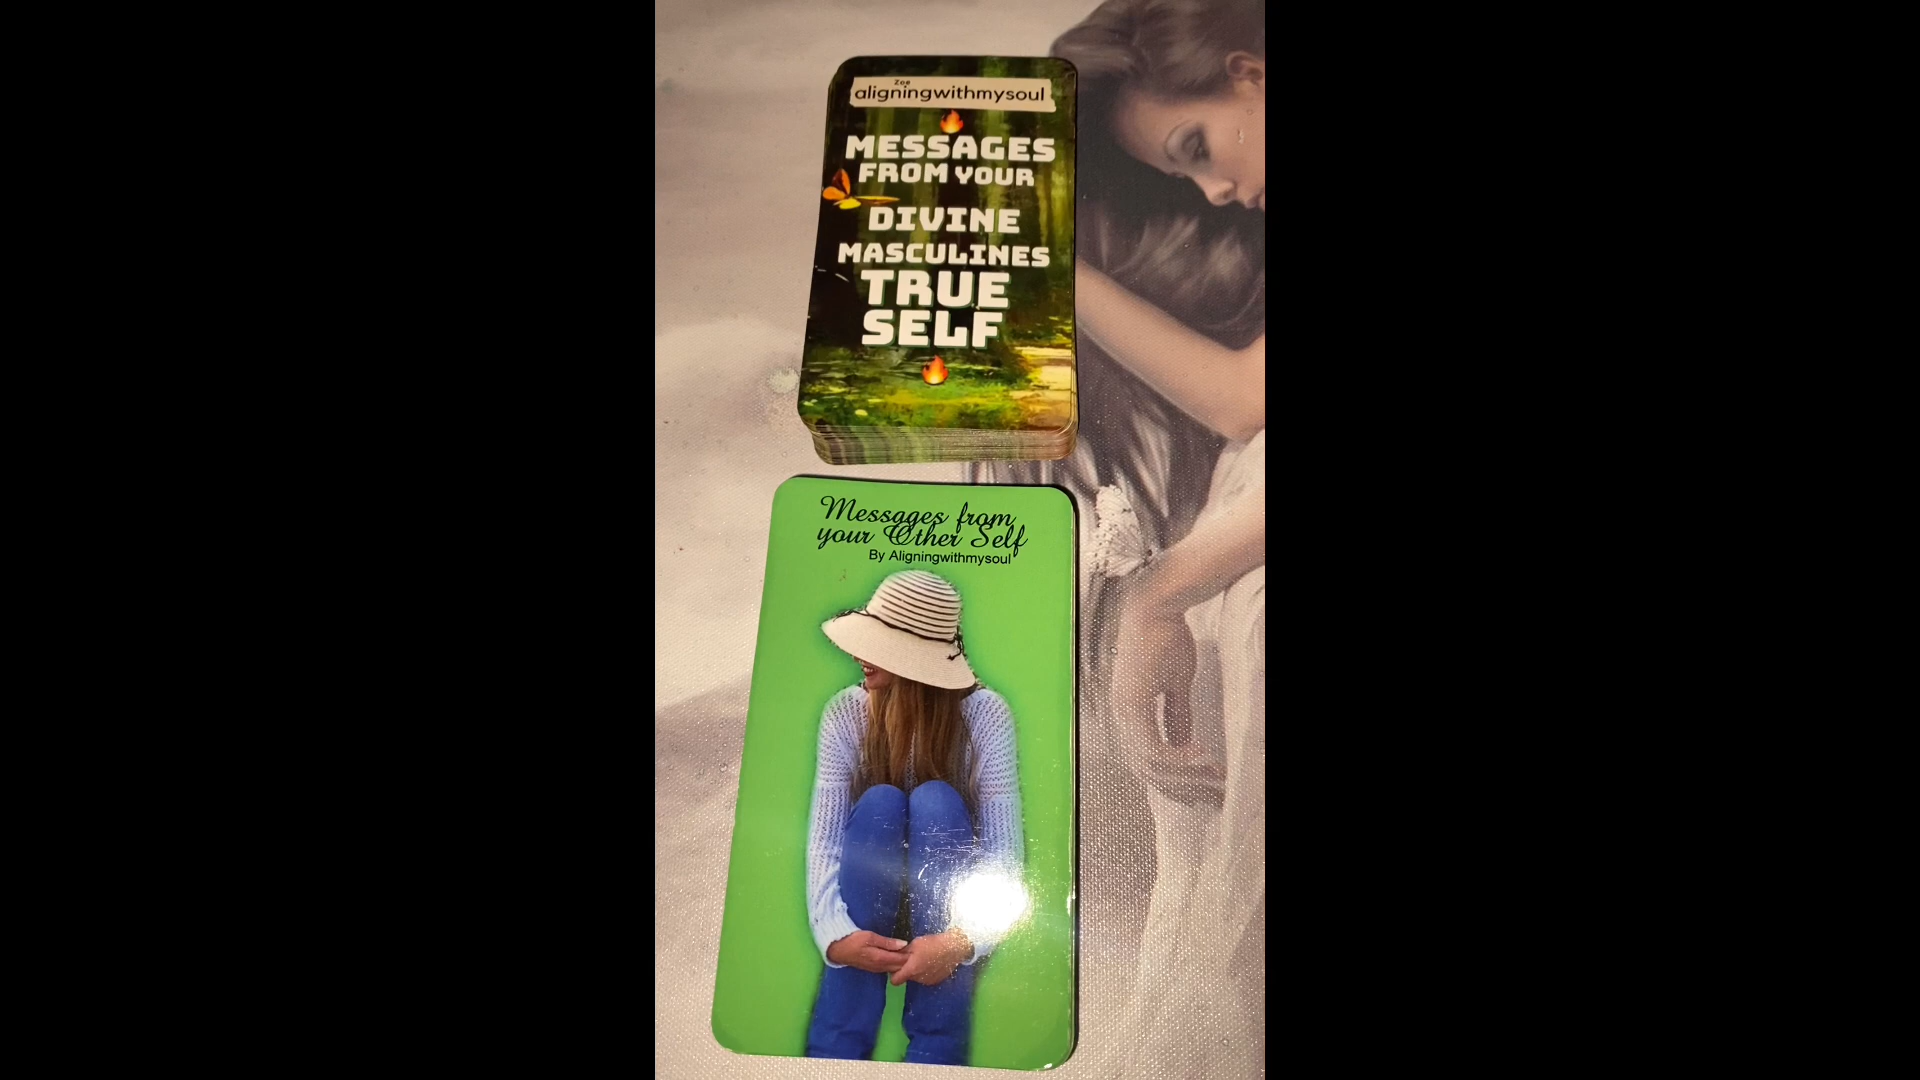 Zoe
aligningwithmysoul
MESSAGES
FROM YOUR
DIVINE
MASCULINES
TRUE
SELF
Messages from
your Other Self
By Aligningwithmysoul